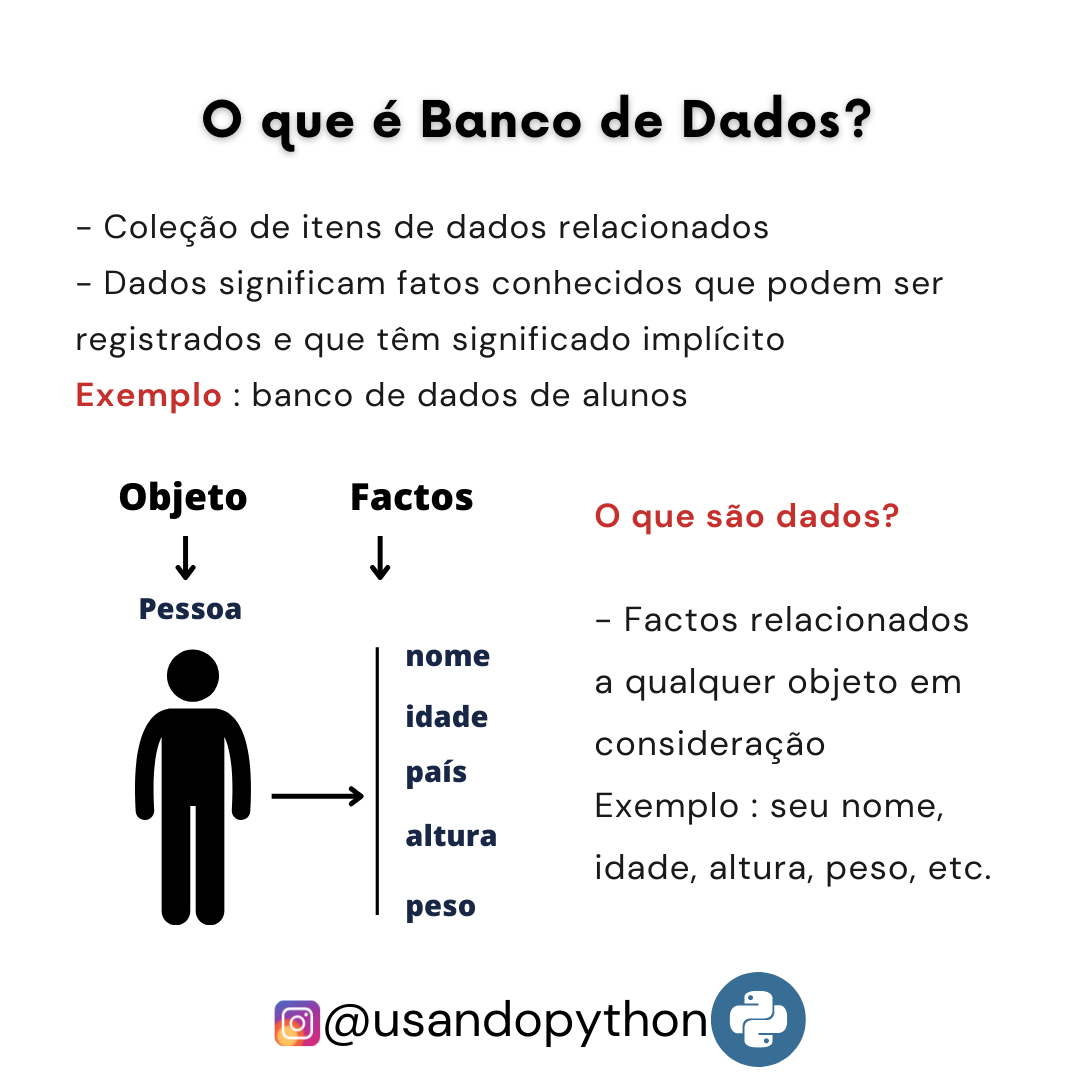 O que é Banco de Dados?
- Coleção de itens de dados relacionados
- Dados significam fatos conhecidos que podem ser
registrados e que têm significado implícito
Exemplo : banco de dados de alunos
Objeto
Factos
Pessoa
nome
idade
país
altura
peso
O que são dados?
- Factos relacionados
a qualquer objeto em
consideração
Exemplo : seu nome,
idade, altura, peso, etc.
@usandopython